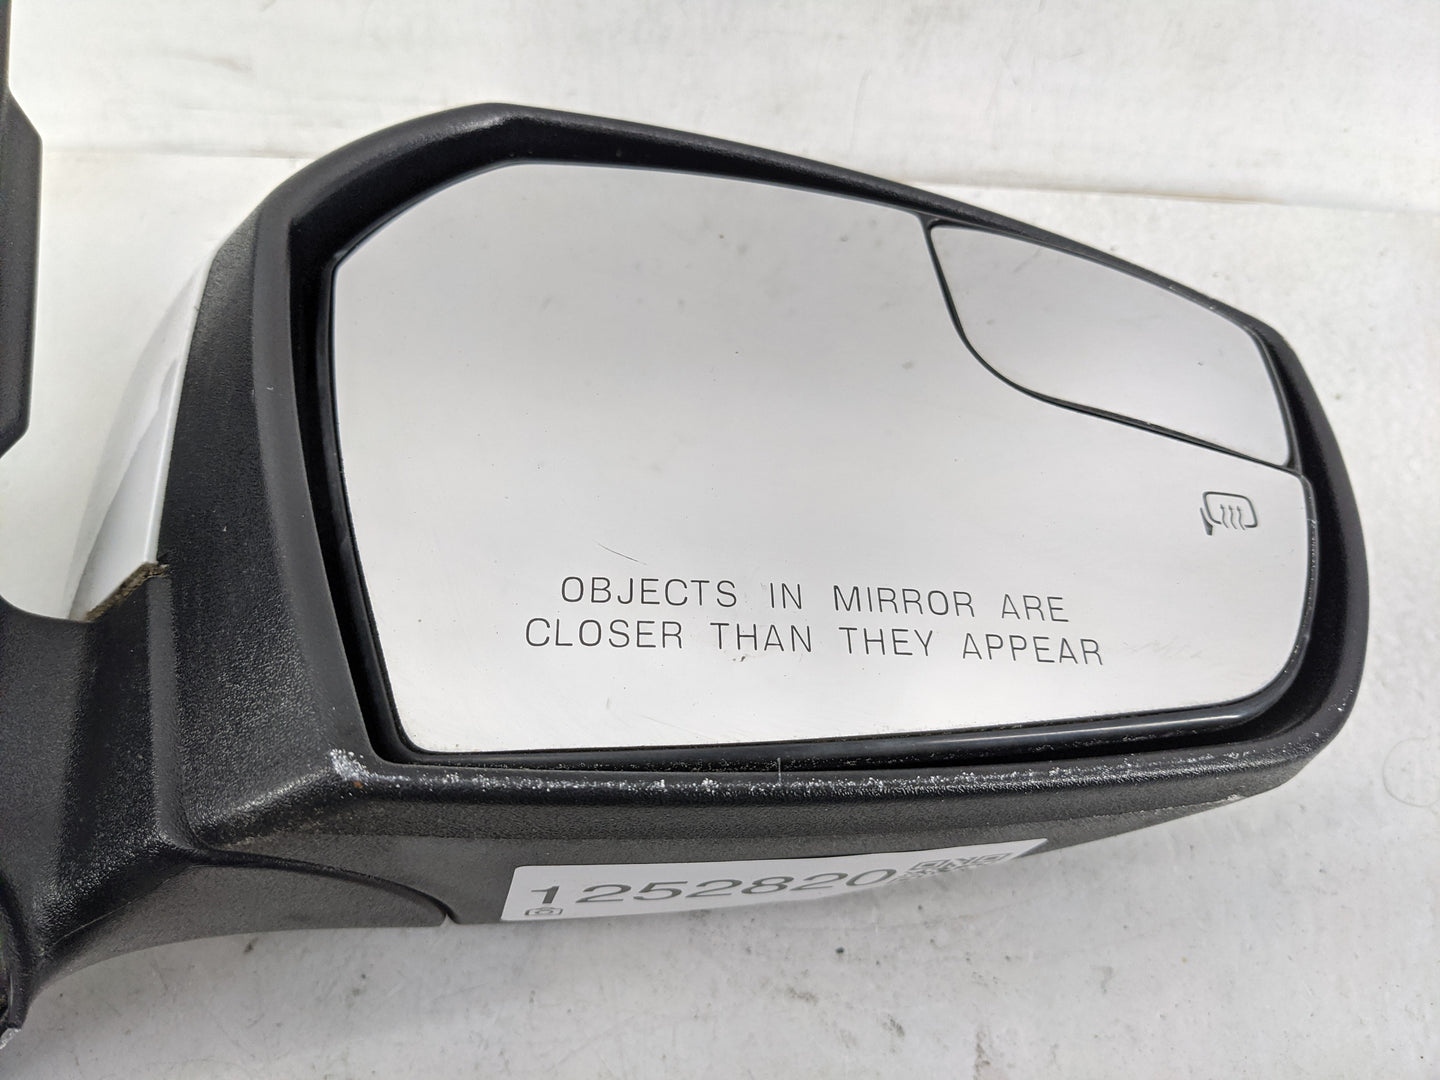 OBJECTS IN MIRROR ARE
CLOSER THAN THEY APPEAR
1252820